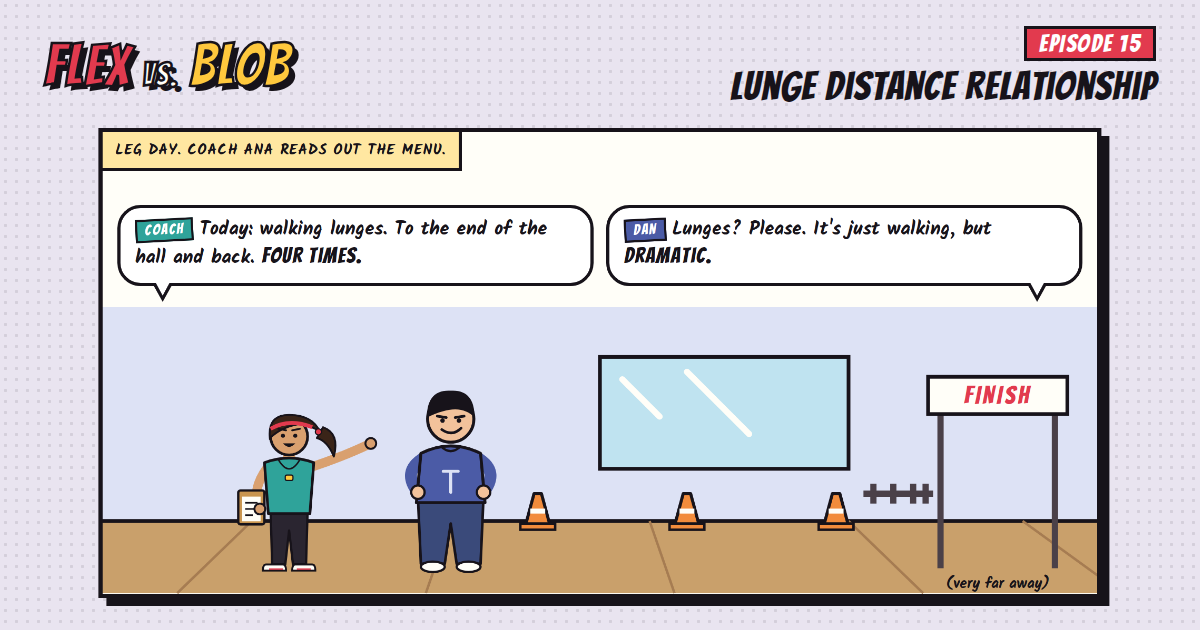 FLEX VS. BLOB
EPISODE 15
LUNGE DISTANCE RELATIONSHIP
LEG DAY. COACH ANA READS OUT THE MENU.
COACH Today: walking lunges. To the end of the
hall and back. FOUR TIMES.
DAN Lunges? Please. It's just walking, but
DRAMATIC.
FINISH
T
(very far away)